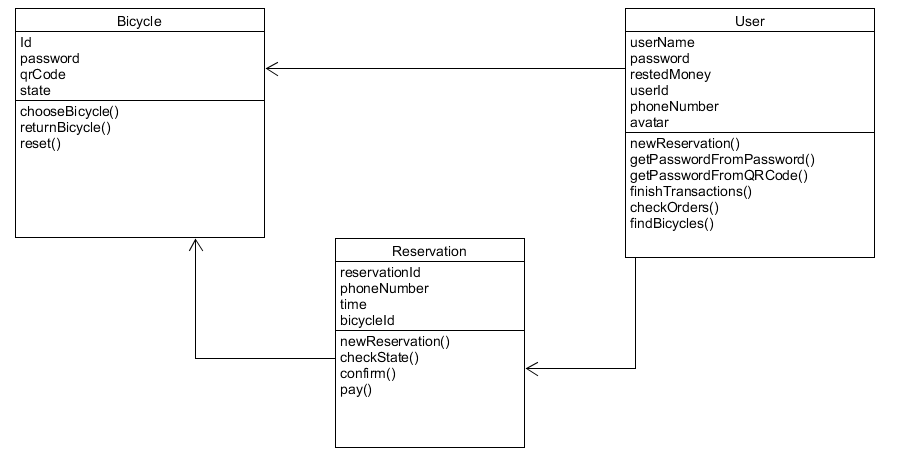 Bicycle
Id
password
qrCode
state
chooseBicycle()
returnBicycle()
reset()
User
userName
password
restedMoney
userId
phoneNumber
avatar
newReservation()
getPasswordFromPassword()
getPasswordFromQRCode()
finishTransactions()
checkOrders()
findBicycles()
Reservation
reservationId
phoneNumber
time
bicycleId
newReservation()
checkState()
confirm()
pay()